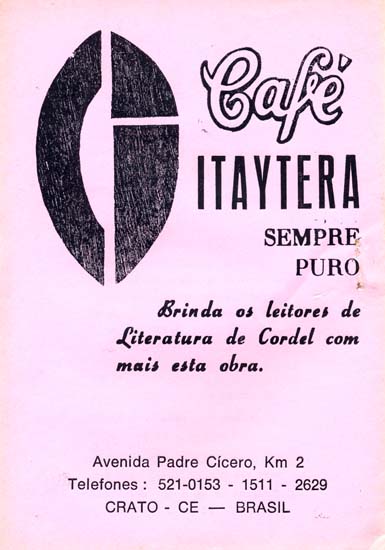 Café
ITAYTERA
SEMPRE
PURO
Brinda os leitores de
Literatura de Cordel com
mais esta obra.
Avenida Padre Cícero, Km 2
Telefones : 521-0153 - 1511 - 2629
CRATO - CE — BRASIL